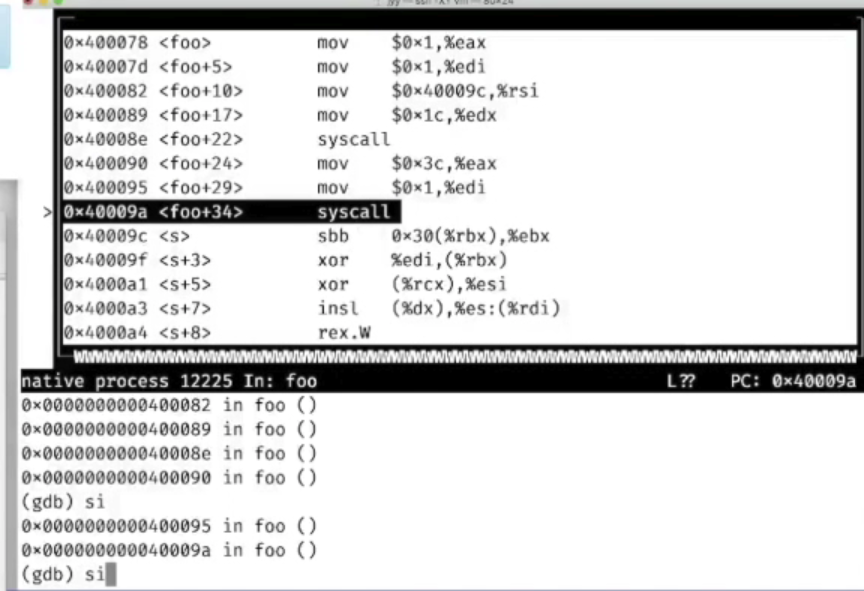 0x400078 <foo> mov $0x1,%eax
0x40007d <foo+5> mov $0x1,%edi
0x400082 <foo+10> mov $0x40009c,%rsi
0x400089 <foo+17> mov $0x1c,%edx
0x40008e <foo+22> syscall
0x400090 <foo+24> mov $0x3c,%eax
0x400095 <foo+29> mov $0x1,%edi
> 0x40009a <foo+34> syscall
0x40009c <s> sbb 0x30(%rbx),%ebx
0x40009f <s+3> xor %edi,(%rbx)
0x4000a1 <s+5> xor (%rcx),%esi
0x4000a3 <s+7> insl (%dx),%es:(%rdi)
0x4000a4 <s+8> rex.W
native process 12225 In: foo L?? PC: 0x40009a
0x0000000000400082 in foo ()
0x0000000000400089 in foo ()
0x000000000040008e in foo ()
0x0000000000400090 in foo ()
(gdb) si
0x0000000000400095 in foo ()
0x000000000040009a in foo ()
(gdb) si